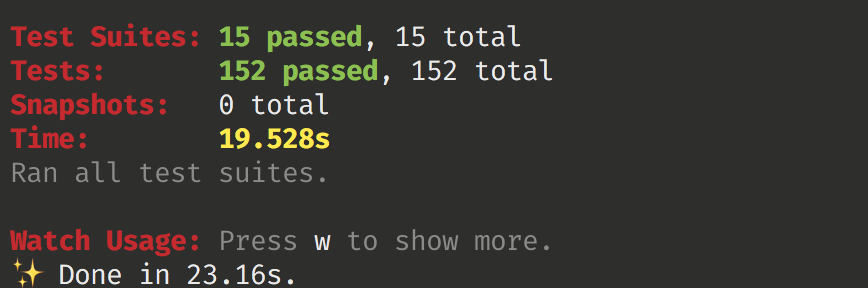 Test Suites: 15 passed, 15 total
Tests: 152 passed, 152 total
Snapshots: 0 total
Time: 19.528s
Ran all test suites.
Watch Usage: Press w to show more.
✨ Done in 23.16s.